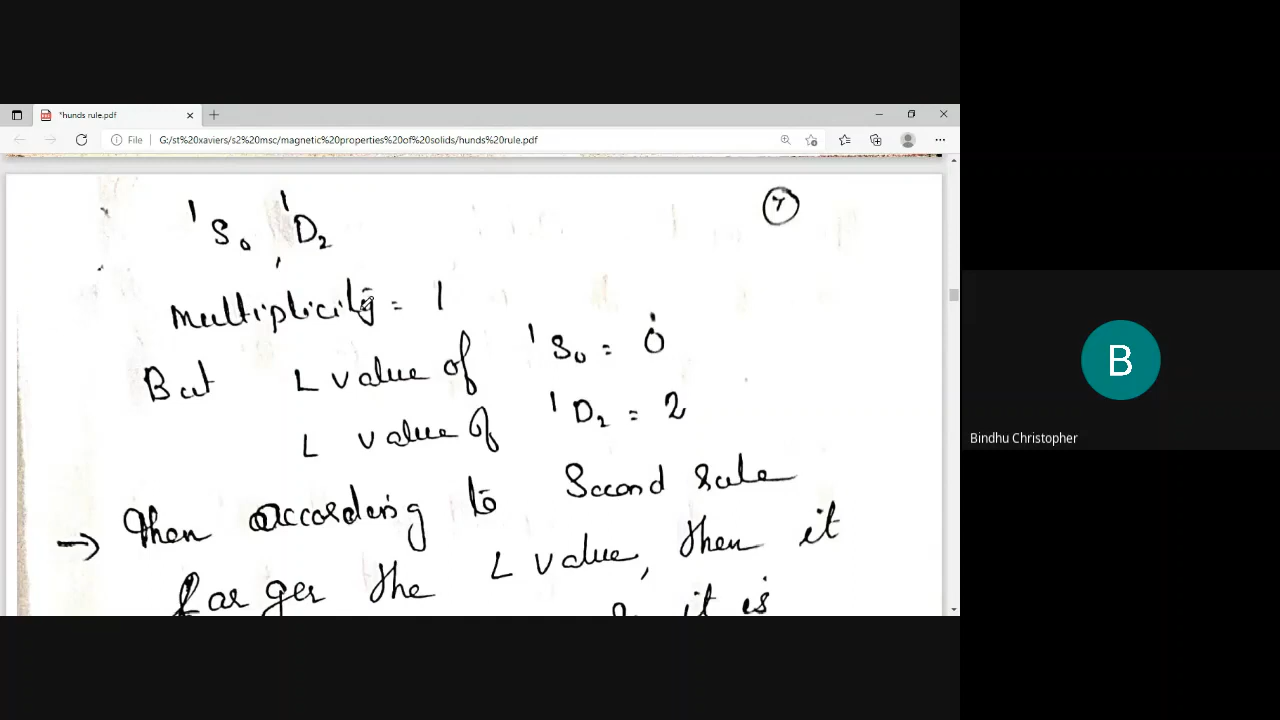 *hunds rule.pdf
File
G:/st%20xaviers/s2%20msc/magnetic%20properties%20of%20solids/hunds%20rule.pdf
¹S₀, ¹D₂
7
Multiplicity = 1
But L value of ¹S₀ = 0
L value of ¹D₂ = 2
→ Then according to Second rule
larger the L value, then it
it is
B
Bindhu Christopher